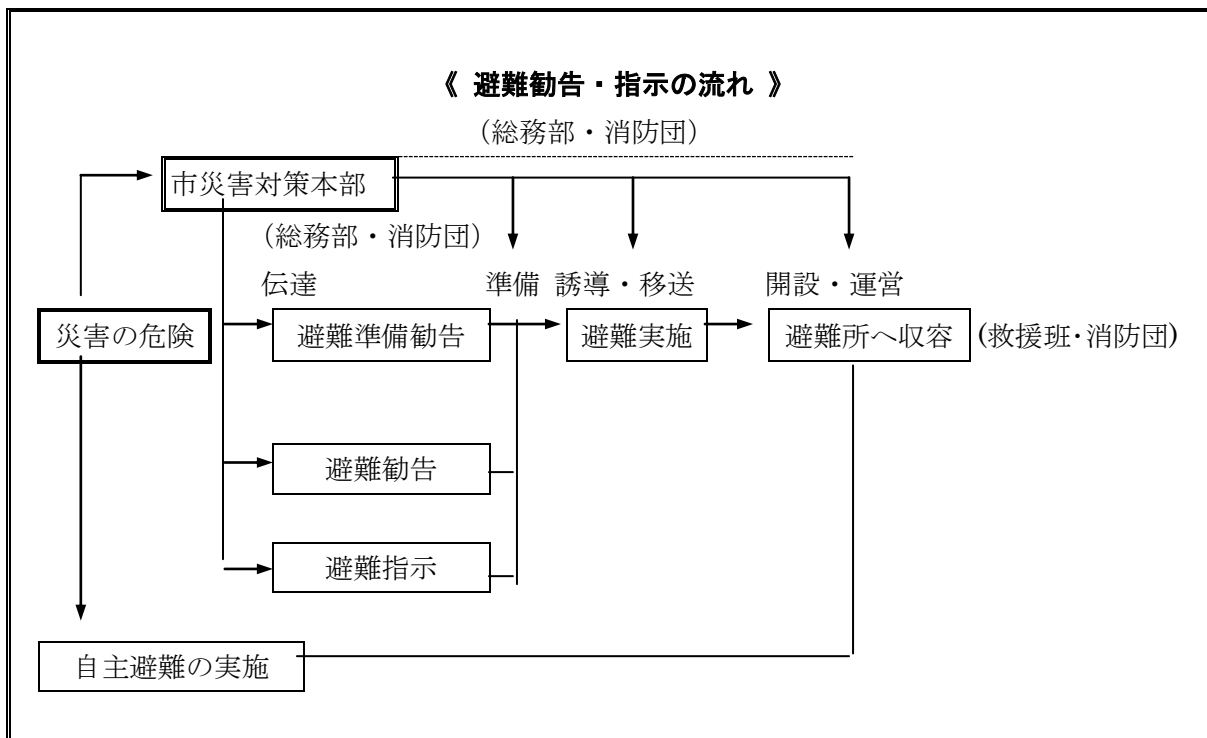 《 避難勧告・指示の流れ 》
（総務部・消防団）
市災害対策本部
（総務部・消防団）
伝達
準備 誘導・移送
開設・運営
災害の危険
避難準備勧告
避難実施
避難所へ収容
(救援班・消防団)
避難勧告
避難指示
自主避難の実施